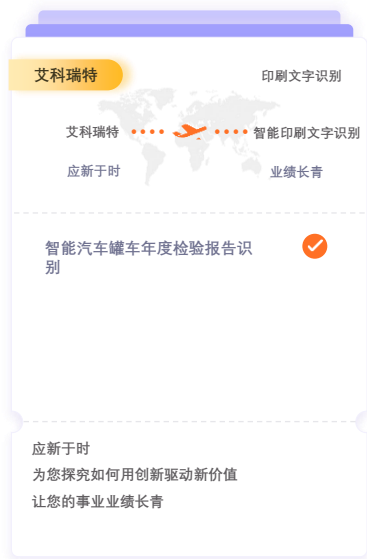 艾科瑞特
印刷文字识别
艾科瑞特
智能印刷文字识别
应新于时
业绩长青
智能汽车罐车年度检验报告识
别
应新于时
为您探究如何用创新驱动新价值
让您的事业业绩长青